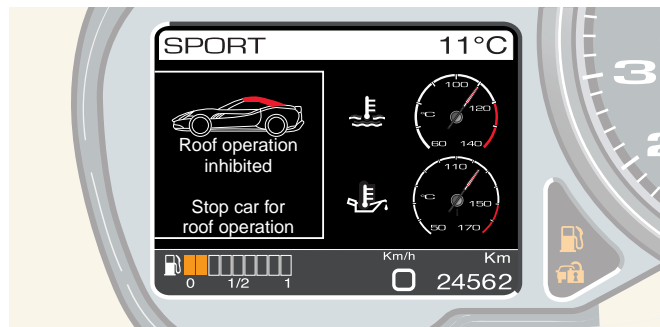 SPORT 11°C
Roof operation
inhibited
Stop car for
roof operation
100
120
°C
60 140
110
°C
150
50 170
0 1/2 1
Km/h
0
Km
24562
3
2